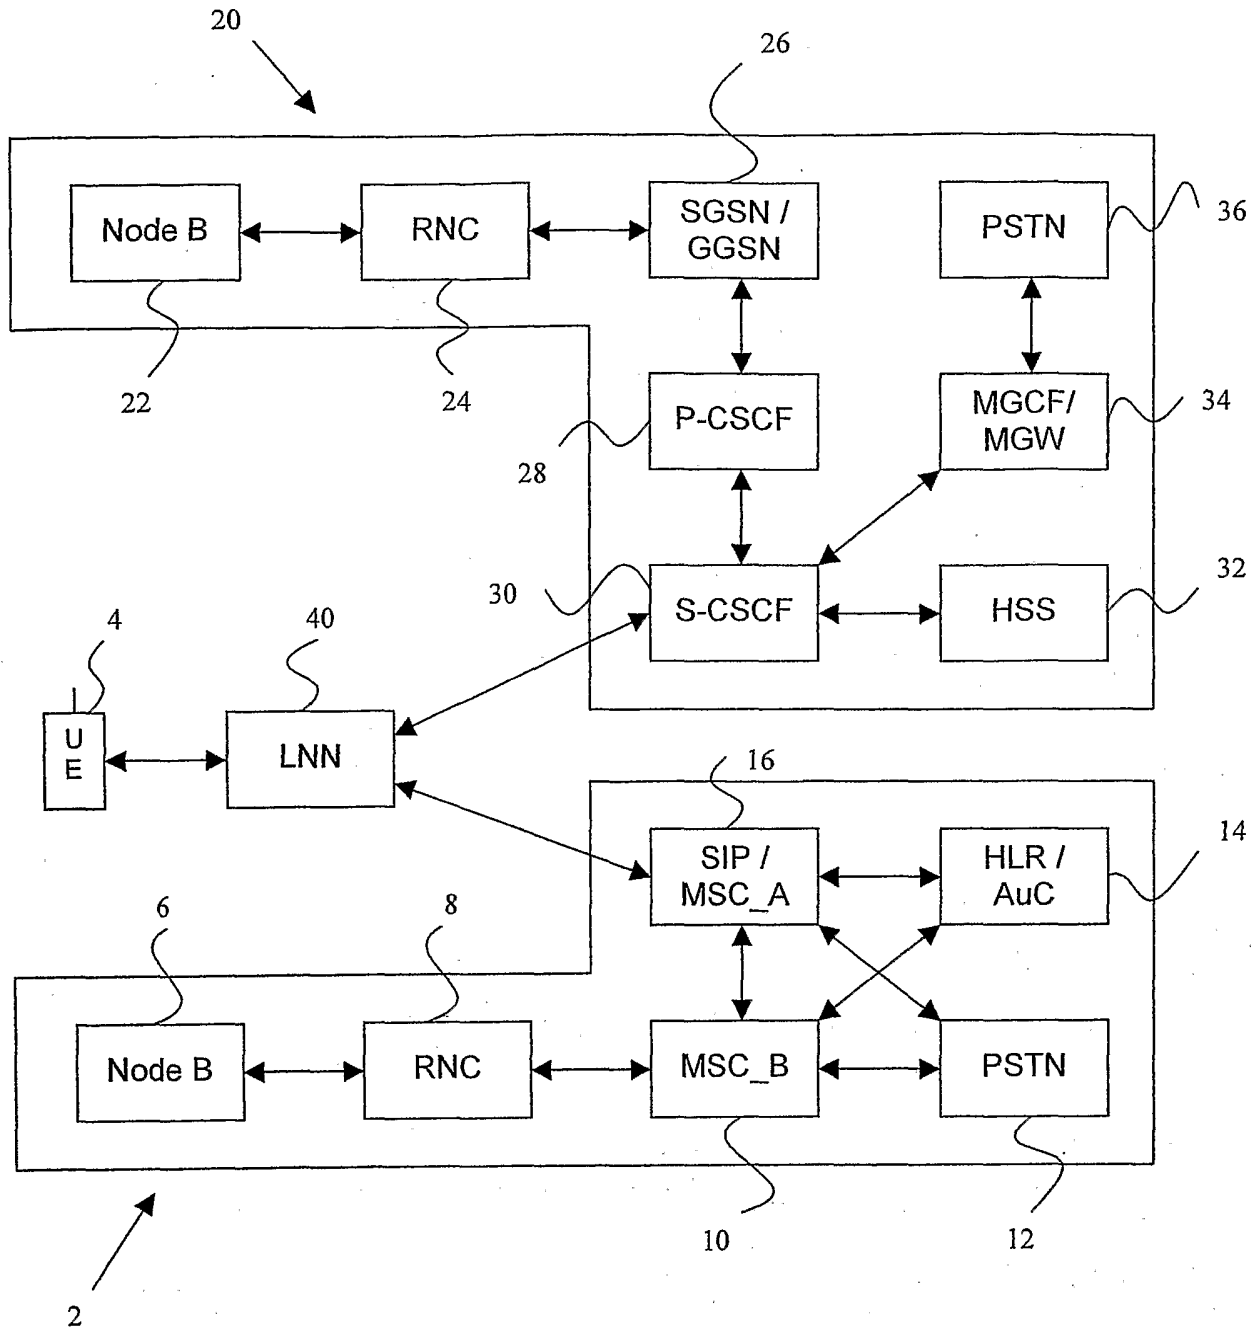 20
26
Node B
RNC
SGSN /
GGSN
PSTN
36
22
24
P-CSCF
28
MGCF/
MGW
34
30
S-CSCF
HSS
32
4
40
U
E
LNN
16
SIP /
MSC_A
HLR /
AuC
14
6
8
Node B
RNC
MSC_B
PSTN
10
12
2